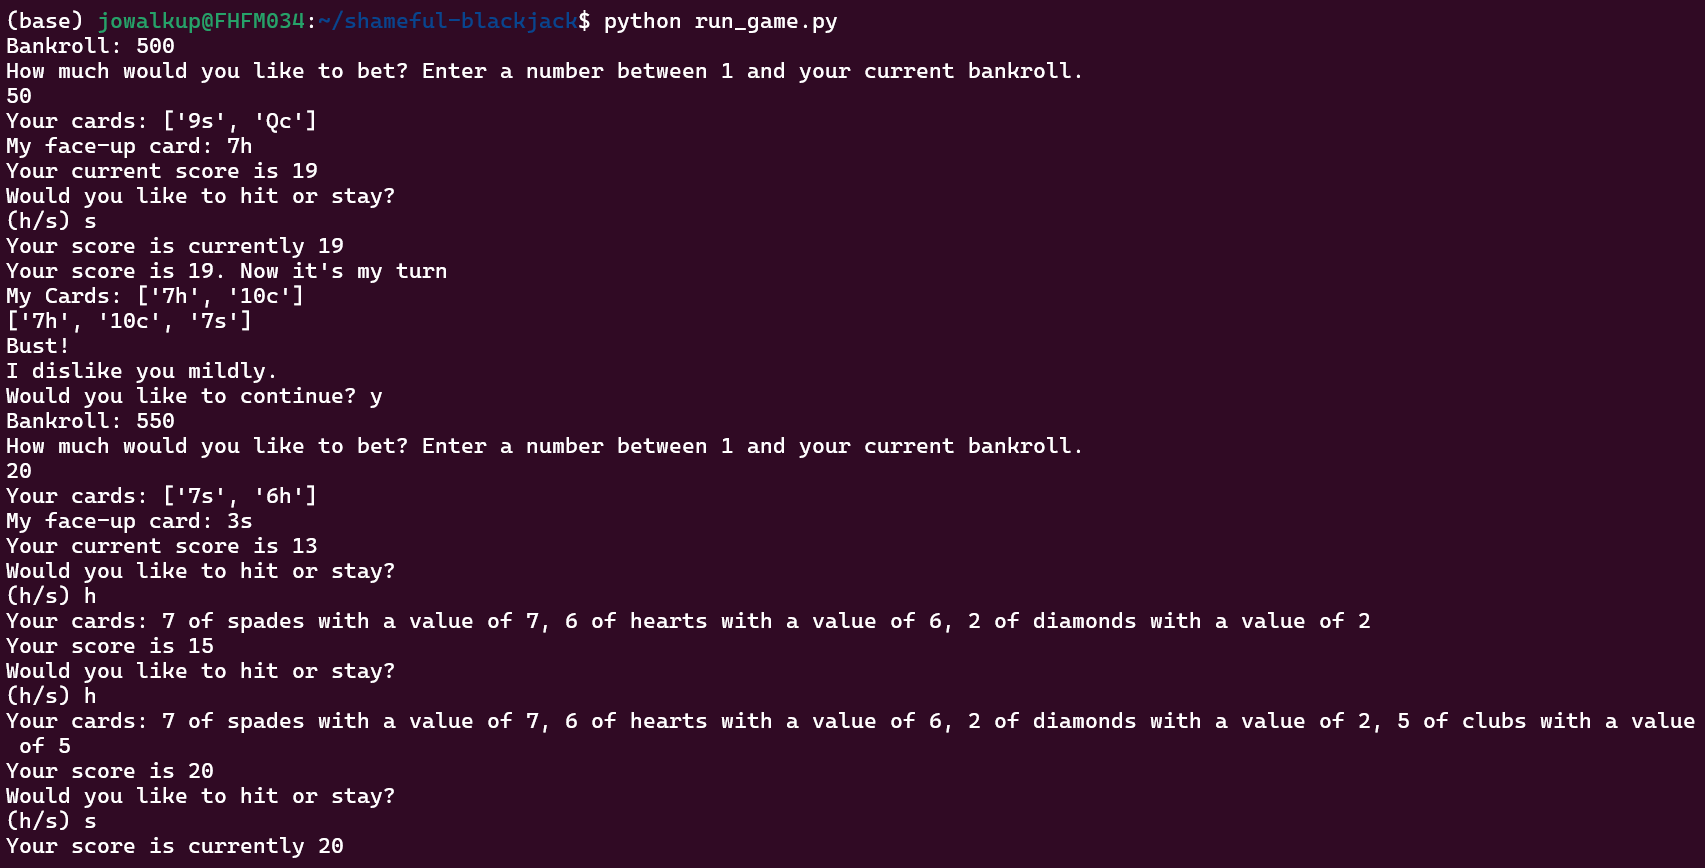 (base) jowalkup@FHFM034:~/shameful-blackjack$ python run_game.py
Bankroll: 500
How much would you like to bet? Enter a number between 1 and your current bankroll.
50
Your cards: ['9s', 'Qc']
My face-up card: 7h
Your current score is 19
Would you like to hit or stay?
(h/s) s
Your score is currently 19
Your score is 19. Now it's my turn
My Cards: ['7h', '10c']
['7h', '10c', '7s']
Bust!
I dislike you mildly.
Would you like to continue? y
Bankroll: 550
How much would you like to bet? Enter a number between 1 and your current bankroll.
20
Your cards: ['7s', '6h']
My face-up card: 3s
Your current score is 13
Would you like to hit or stay?
(h/s) h
Your cards: 7 of spades with a value of 7, 6 of hearts with a value of 6, 2 of diamonds with a value of 2
Your score is 15
Would you like to hit or stay?
(h/s) h
Your cards: 7 of spades with a value of 7, 6 of hearts with a value of 6, 2 of diamonds with a value of 2, 5 of clubs with a value
 of 5
Your score is 20
Would you like to hit or stay?
(h/s) s
Your score is currently 20